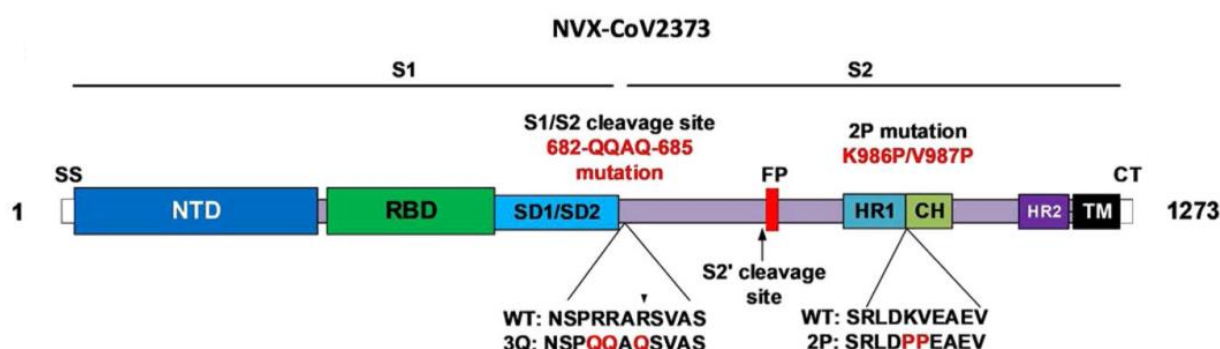 NVX-CoV2373
S1
S2
S1/S2 cleavage site
682-QQAQ-685
mutation
2P mutation
K986P/V987P
SS
FP
CT
1
NTD
RBD
SD1/SD2
HR1
CH
HR2
TM
1273
S2' cleavage
site
WT: NSPRRARSVAS
3Q: NSPQQAQSVAS
WT: SRLDKVEAEV
2P: SRLDPPEAEV